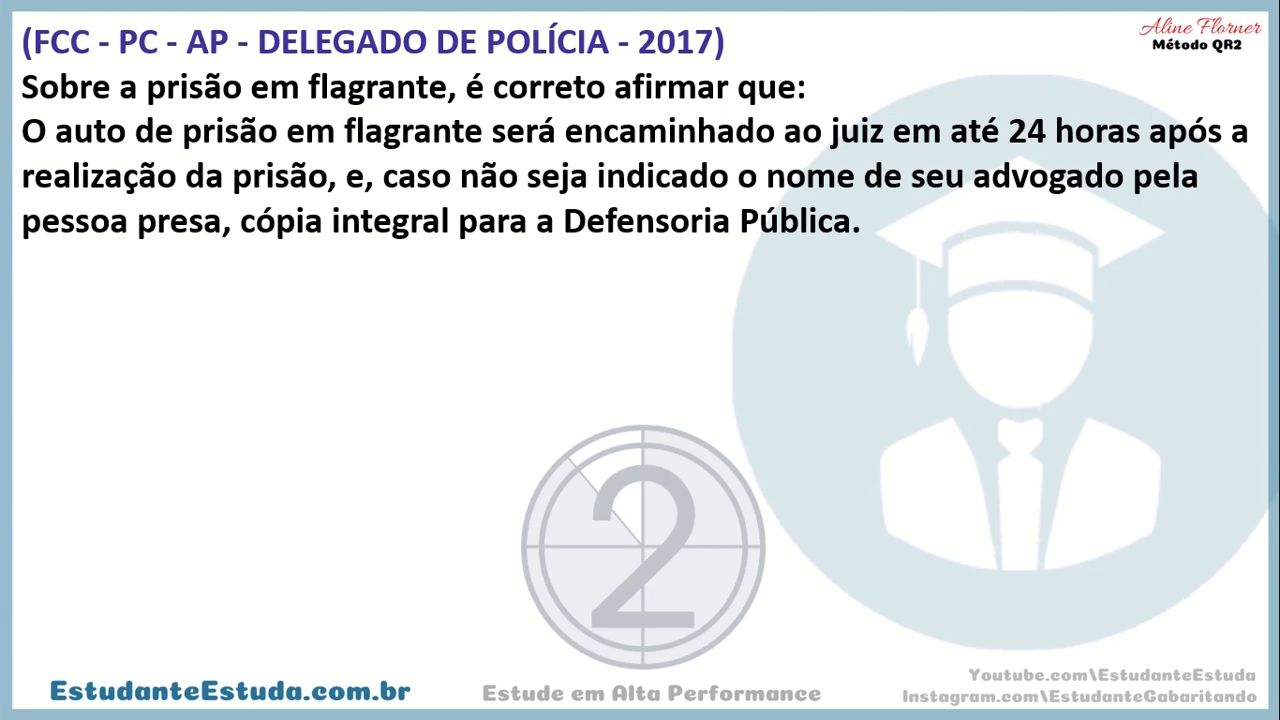 (FCC - PC - AP - DELEGADO DE POLÍCIA - 2017)
Aline Florner
Método QR2
Sobre a prisão em flagrante, é correto afirmar que:
O auto de prisão em flagrante será encaminhado ao juiz em até 24 horas após a
realização da prisão, e, caso não seja indicado o nome de seu advogado pela
pessoa presa, cópia integral para a Defensoria Pública.
2
EstudanteEstuda.com.br
Estude em Alta Performance
Youtube.com\EstudanteEstuda
Instagram.com\EstudanteGabaritando